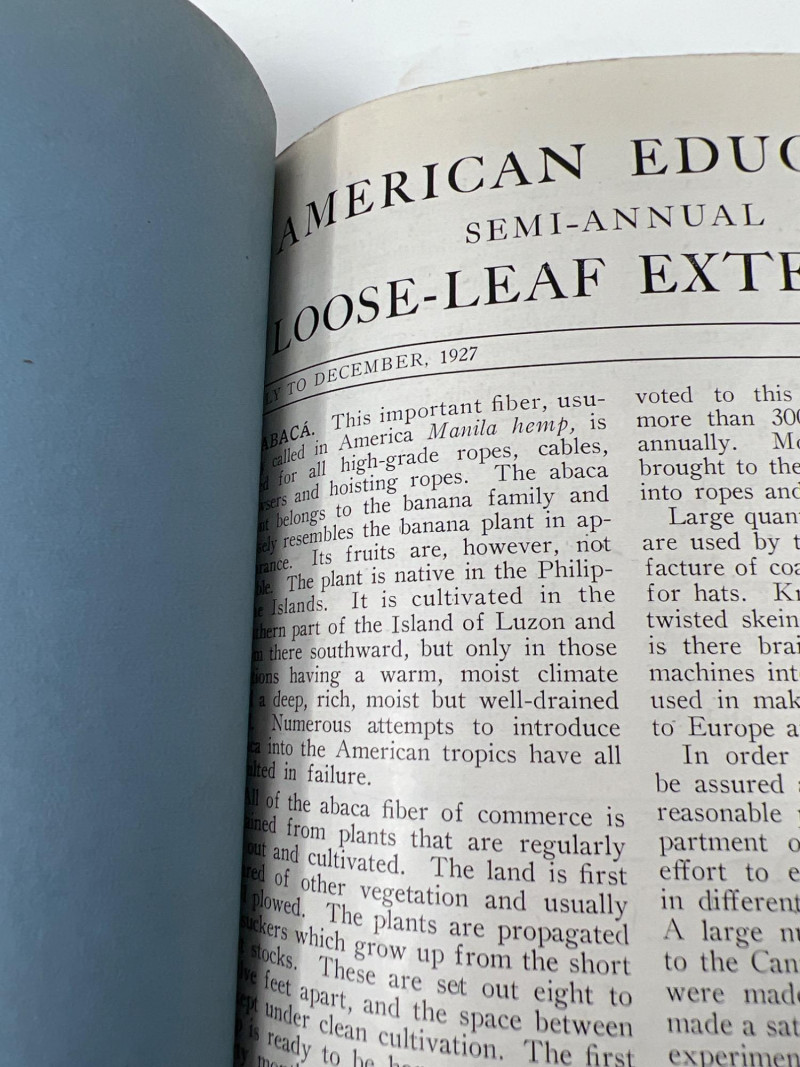 AMERICAN EDUC
SEMI-ANNUAL
LOOSE-LEAF EXTE
LY TO DECEMBER, 1927
ABACÁ. This important fiber, usu-
called in America Manila hemp, is
for all high-grade ropes, cables,
and hoisting ropes. The abaca
belongs to the banana family and
resembles the banana plant in ap-
Its fruits are, however, not
The plant is native in the Philip-
Islands. It is cultivated in the
part of the Island of Luzon and
there southward, but only in those
having a warm, moist climate
a deep, rich, moist but well-drained
Numerous attempts to introduce
into the American tropics have all
in failure.
All of the abaca fiber of commerce is
from plants that are regularly
out and cultivated. The land is first
of other vegetation and usually
plowed. The plants are propagated
which grow up from the short
stocks. These are set out eight to
feet apart, and the space between
under clean cultivation. The first
is ready to be
voted to this
more than 300
annually.
brought to the
into ropes and
Large quan
are used by t
facture of coa
for hats. Kn
twisted skein
is there brai
machines int
used in mak
to Europe a
In order
be assured a
reasonable
partment o
effort to e
in different
A large nu
to the Can
were made
made a sat
experimen